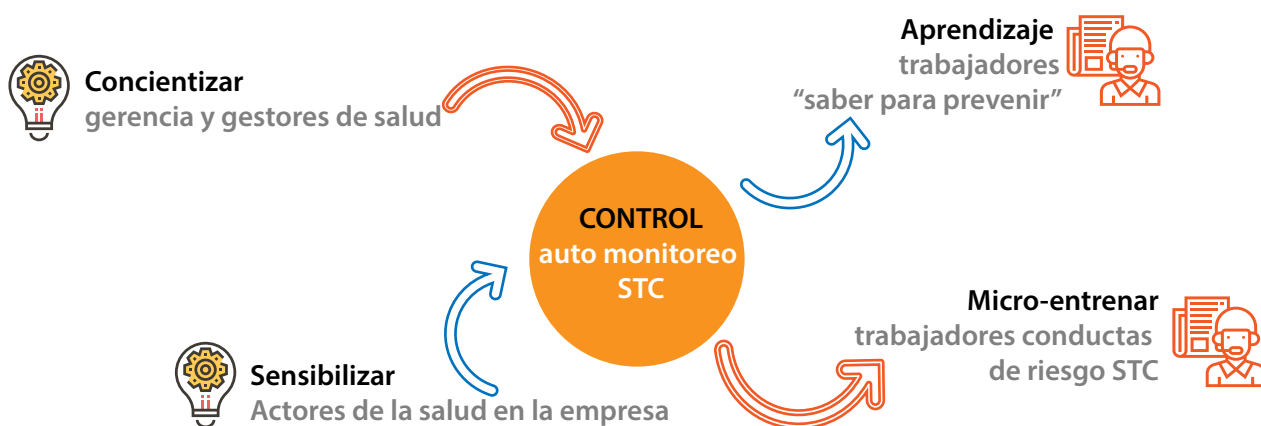 Concientizar
gerencia y gestores de salud
Aprendizaje
trabajadores
“saber para prevenir”
CONTROL
auto monitoreo
STC
Sensibilizar
Actores de la salud en la empresa
Micro-entrenar
trabajadores conductas
de riesgo STC